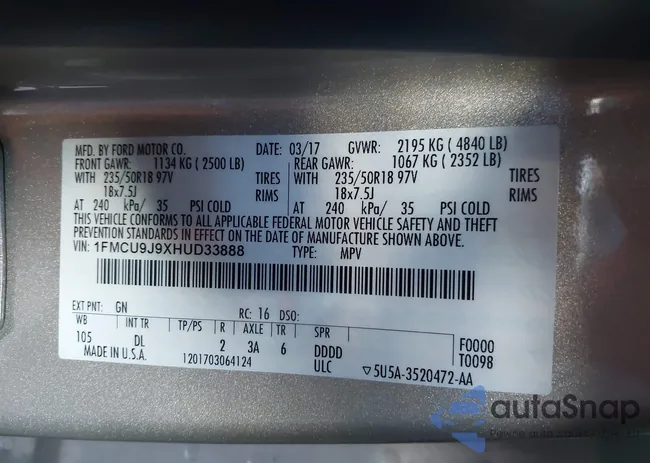 MFD. BY FORD MOTOR CO. DATE: 03/17 GVWR: 2195 KG ( 4840 LB)
FRONT GAWR: 1134 KG ( 2500 LB) REAR GAWR: 1067 KG ( 2352 LB)
WITH 235/50R18 97V TIRES WITH 235/50R18 97V TIRES
18x7.5J RIMS 18x7.5J RIMS
AT 240 kPa/ 35 PSI COLD AT 240 kPa/ 35 PSI COLD
THIS VEHICLE CONFORMS TO ALL APPLICABLE FEDERAL MOTOR VEHICLE SAFETY AND THEFT
PREVENTION STANDARDS IN EFFECT ON THE DATE OF MANUFACTURE SHOWN ABOVE.
VIN: 1FMCU9J9XHUD33888 TYPE: MPV
EXT PNT: GN RC: 16 DSO:
WB INT TR TP/PS R AXLE TR SPR F0000
105 DL 2 3A 6 DDDD T0098
MADE IN U.S.A. 1201703064124 ULC ▽5U5A-3520472-AA
autaSnap